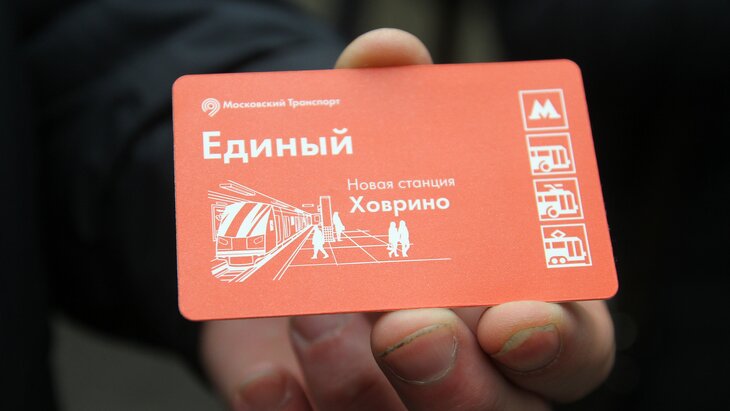 Московский Транспорт
Единый
Новая станция
Ховрино
М